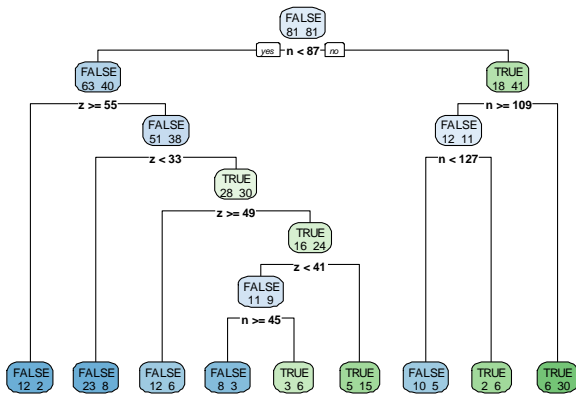 FALSE
81 81
yes n < 87 no
FALSE
63 40
TRUE
18 41
z >= 55
n >= 109
FALSE
51 38
FALSE
12 11
z < 33
n < 127
TRUE
28 30
z >= 49
TRUE
16 24
z < 41
FALSE
11 9
n >= 45
FALSE
12 2
FALSE
23 8
FALSE
12 6
FALSE
8 3
TRUE
3 6
TRUE
5 15
FALSE
10 5
TRUE
2 6
TRUE
6 30